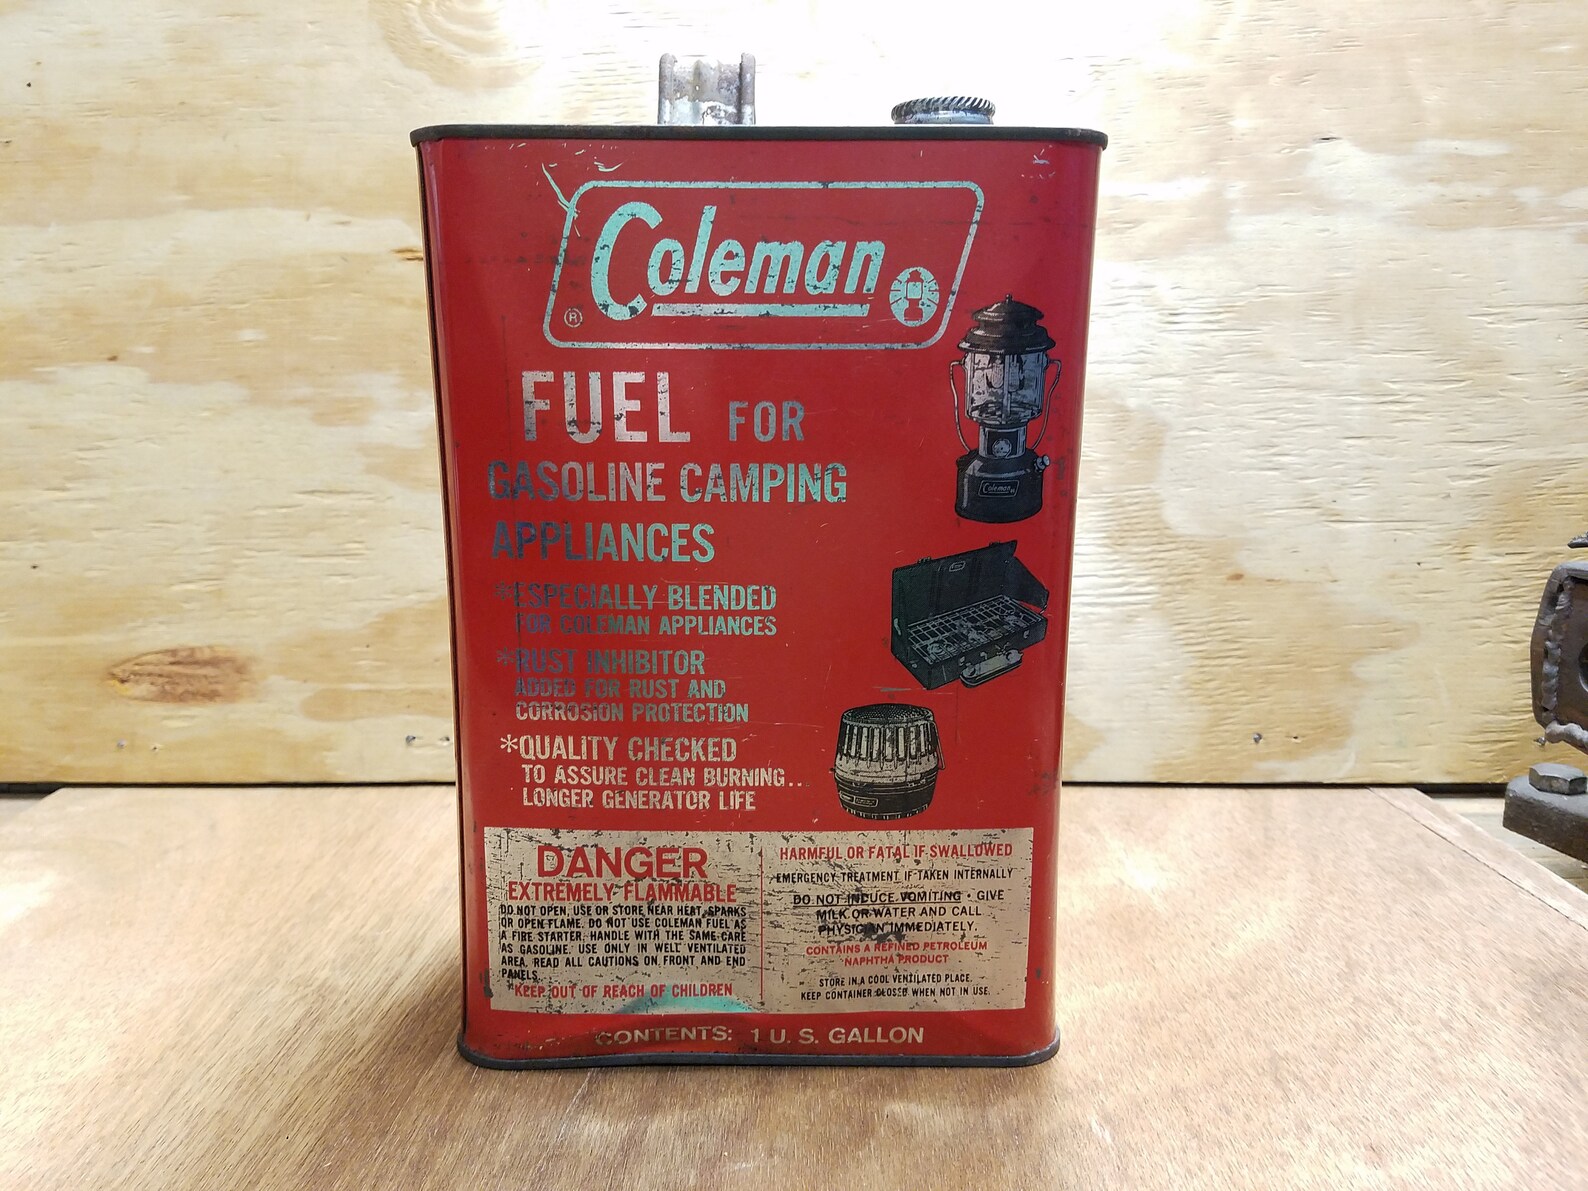 Coleman
®
FUEL FOR
GASOLINE CAMPING
APPLIANCES
*ESPECIALLY BLENDED
FOR COLEMAN APPLIANCES
*RUST INHIBITOR
ADDED FOR RUST AND
CORROSION PROTECTION
*QUALITY CHECKED
TO ASSURE CLEAN BURNING..
LONGER GENERATOR LIFE
Coleman
DANGER
EXTREMELY FLAMMABLE
DO NOT OPEN, USE OR STORE NEAR HEAT, SPARKS
OR OPEN FLAME. DO NOT USE COLEMAN FUEL AS
A FIRE STARTER. HANDLE WITH THE SAME CARE
AS GASOLINE. USE ONLY IN WELL VENTILATED
AREA. READ ALL CAUTIONS ON FRONT AND END
PANELS.
KEEP OUT OF REACH OF CHILDREN
HARMFUL OR FATAL IF SWALLOWED
EMERGENCY TREATMENT IF TAKEN INTERNALLY
DO NOT INDUCE VOMITING • GIVE
MILK OR WATER AND CALL
PHYSICIAN IMMEDIATELY.
CONTAINS A REFINED PETROLEUM
NAPHTHA PRODUCT
STORE IN A COOL VENTILATED PLACE.
KEEP CONTAINER CLOSED WHEN NOT IN USE.
CONTENTS: 1 U. S. GALLON